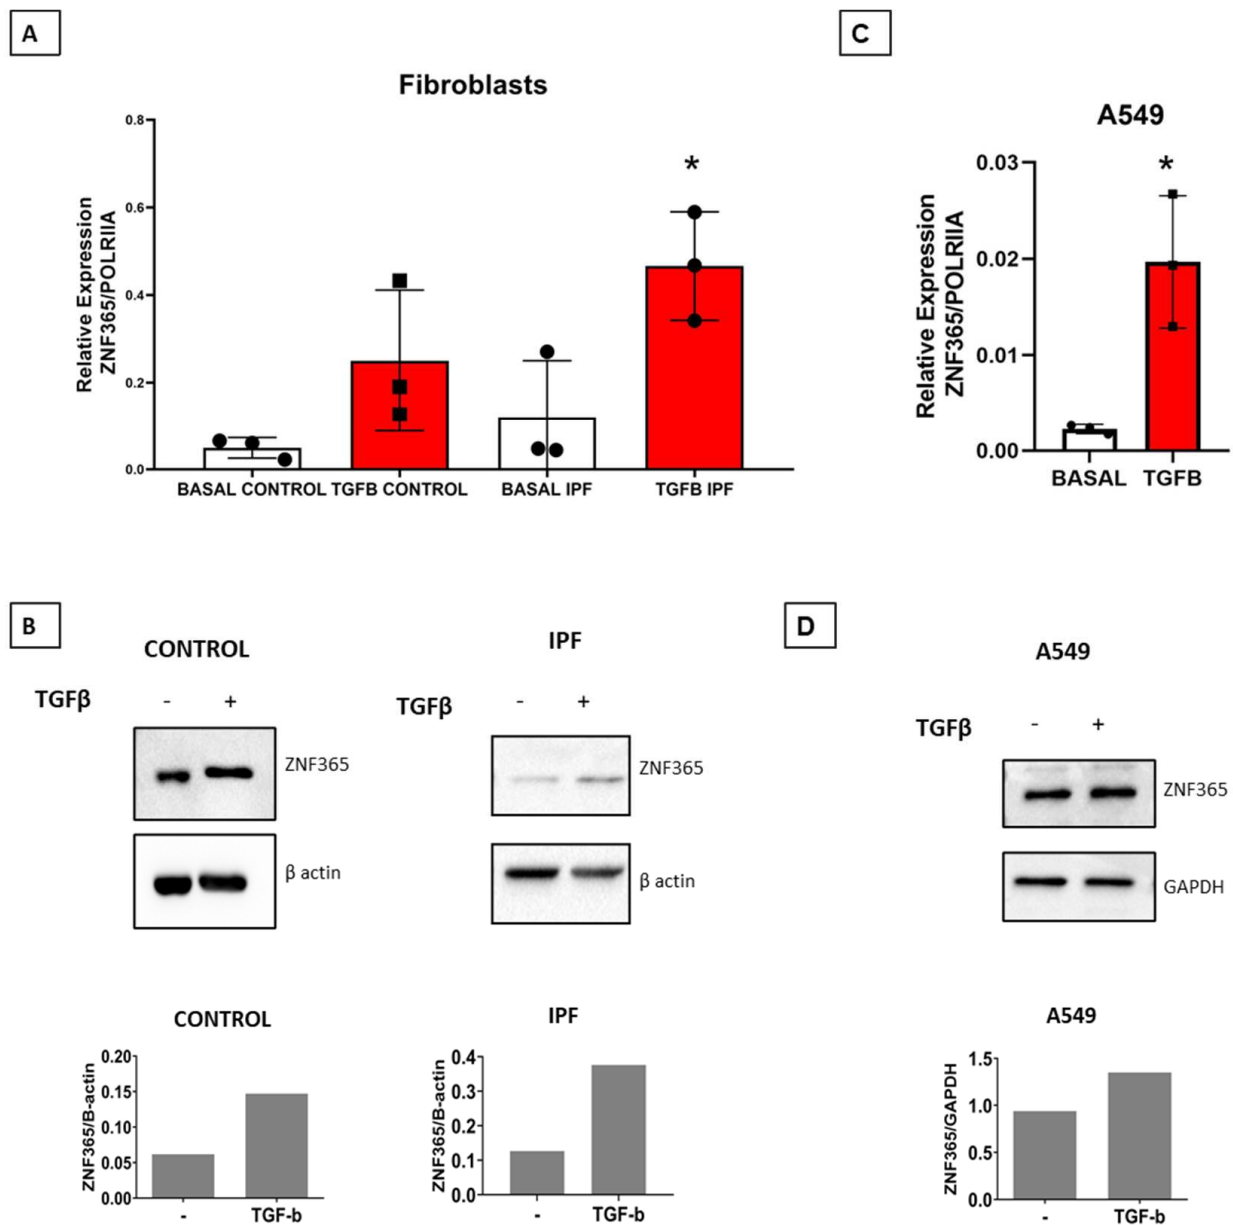 A
Fibroblasts
Relative Expression
ZNF365/POLRIIA
0.8
0.6
0.4
0.2
0.0
*
BASAL CONTROL TGFB CONTROL BASAL IPF TGFB IPF
C
A549
Relative Expression
ZNF365/POLRIIA
0.03
0.02
0.01
0.00
*
BASAL TGFB
B
CONTROL
TGFβ - +
ZNF365
β actin
IPF
TGFβ - +
ZNF365
β actin
CONTROL
ZNF365/B-actin
0.20
0.15
0.10
0.05
0.00
- TGF-b
IPF
ZNF365/B-actin
0.4
0.3
0.2
0.1
0.0
- TGF-b
D
A549
TGFβ - +
ZNF365
GAPDH
A549
ZNF365/GAPDH
1.5
1.0
0.5
0.0
- TGF-b